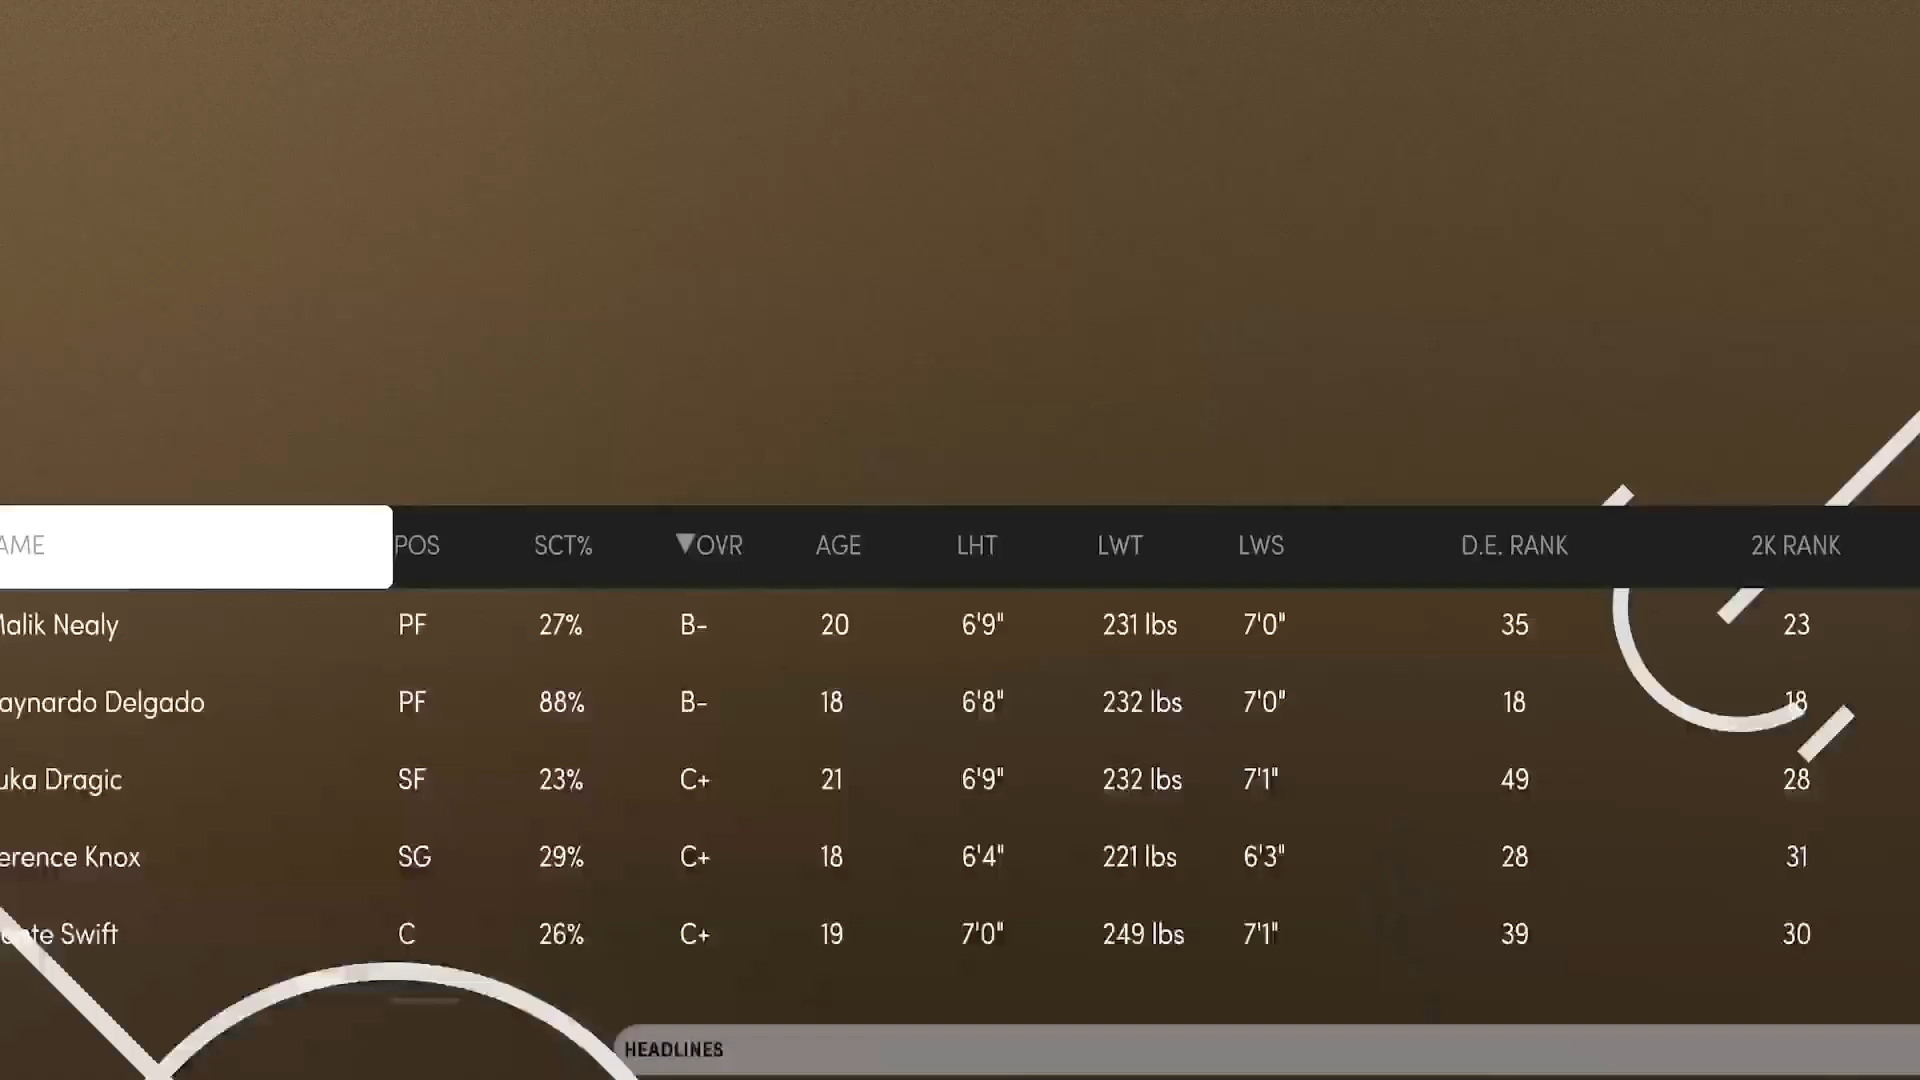 AME POS SCT% ▼OVR AGE LHT LWT LWS D.E. RANK 2K RANK
Malik Nealy PF 27% B- 20 6'9" 231 lbs 7'0" 35 23
aynardo Delgado PF 88% B- 18 6'8" 232 lbs 7'0" 18 18
uka Dragic SF 23% C+ 21 6'9" 232 lbs 7'1" 49 28
erence Knox SG 29% C+ 18 6'4" 221 lbs 6'3" 28 31
Swift C 26% C+ 19 7'0" 249 lbs 7'1" 39 30
HEADLINES